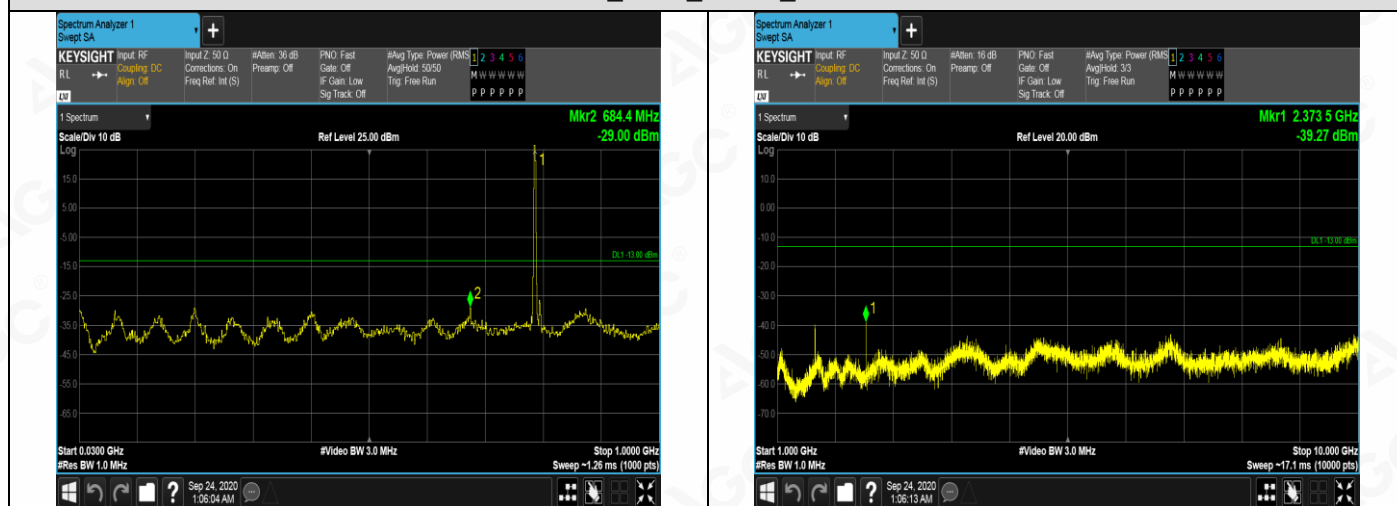 Spectrum Analyzer 1
Swept SA
+
KEYSIGHT
RL
LXI
Input: RF
Coupling: DC
Align: Off
Input Z: 50 Ω
Corrections: On
Freq Ref: Int (S)
#Atten: 36 dB
Preamp: Off
PNO: Fast
Gate: Off
IF Gain: Low
Sig Track: Off
#Avg Type: Power (RMS
Avg|Hold: 50/50
Trig: Free Run
1 2 3 4 5 6
M W W W W W
P P P P P P
1 Spectrum
Mkr2 684.4 MHz
Scale/Div 10 dB
Ref Level 25.00 dBm
-29.00 dBm
Log
1
15.0
5.00
-5.00
DL1 -13.00 dBm
-15.0
-25.0
2
-35.0
-45.0
-55.0
-65.0
Start 0.0300 GHz
#Video BW 3.0 MHz
Stop 1.0000 GHz
#Res BW 1.0 MHz
Sweep ~1.26 ms (1000 pts)
?
Sep 24, 2020
1:06:04 AM
Spectrum Analyzer 1
Swept SA
+
KEYSIGHT
RL
LXI
Input: RF
Coupling: DC
Align: Off
Input Z: 50 Ω
Corrections: On
Freq Ref: Int (S)
#Atten: 16 dB
Preamp: Off
PNO: Fast
Gate: Off
IF Gain: Low
Sig Track: Off
#Avg Type: Power (RMS
Avg|Hold: 3/3
Trig: Free Run
1 2 3 4 5 6
M W W W W W
P P P P P P
1 Spectrum
Mkr1 2.373 5 GHz
Scale/Div 10 dB
Ref Level 20.00 dBm
-39.27 dBm
Log
10.0
0.00
-10.0
DL1 -13.00 dBm
-20.0
-30.0
1
-40.0
-50.0
-60.0
-70.0
Start 1.000 GHz
#Video BW 3.0 MHz
Stop 10.000 GHz
#Res BW 1.0 MHz
Sweep ~17.1 ms (10000 pts)
?
Sep 24, 2020
1:06:13 AM